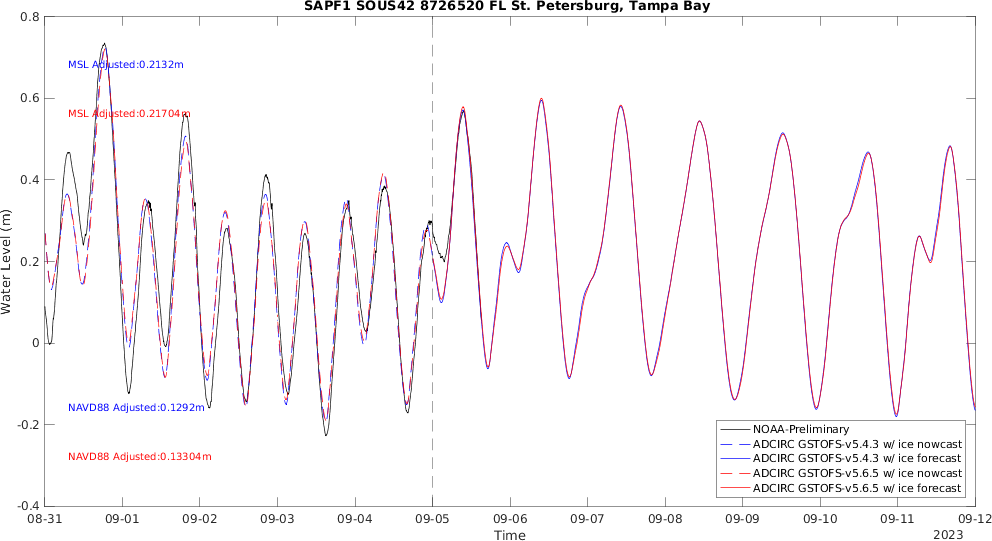 SAPF1 SOUS42 8726520 FL St. Petersburg, Tampa Bay
0.8
0.6
0.4
0.2
0
-0.2
-0.4
Water Level (m)
MSL Adjusted:0.2132m
MSL Adjusted:0.21704m
NAVD88 Adjusted:0.1292m
NAVD88 Adjusted:0.13304m
NOAA-Preliminary
ADCIRC GSTOFS-v5.4.3 w/ ice nowcast
ADCIRC GSTOFS-v5.4.3 w/ ice forecast
ADCIRC GSTOFS-v5.6.5 w/ ice nowcast
ADCIRC GSTOFS-v5.6.5 w/ ice forecast
08-31 09-01 09-02 09-03 09-04 09-05 09-06 09-07 09-08 09-09 09-10 09-11 09-12
Time
2023